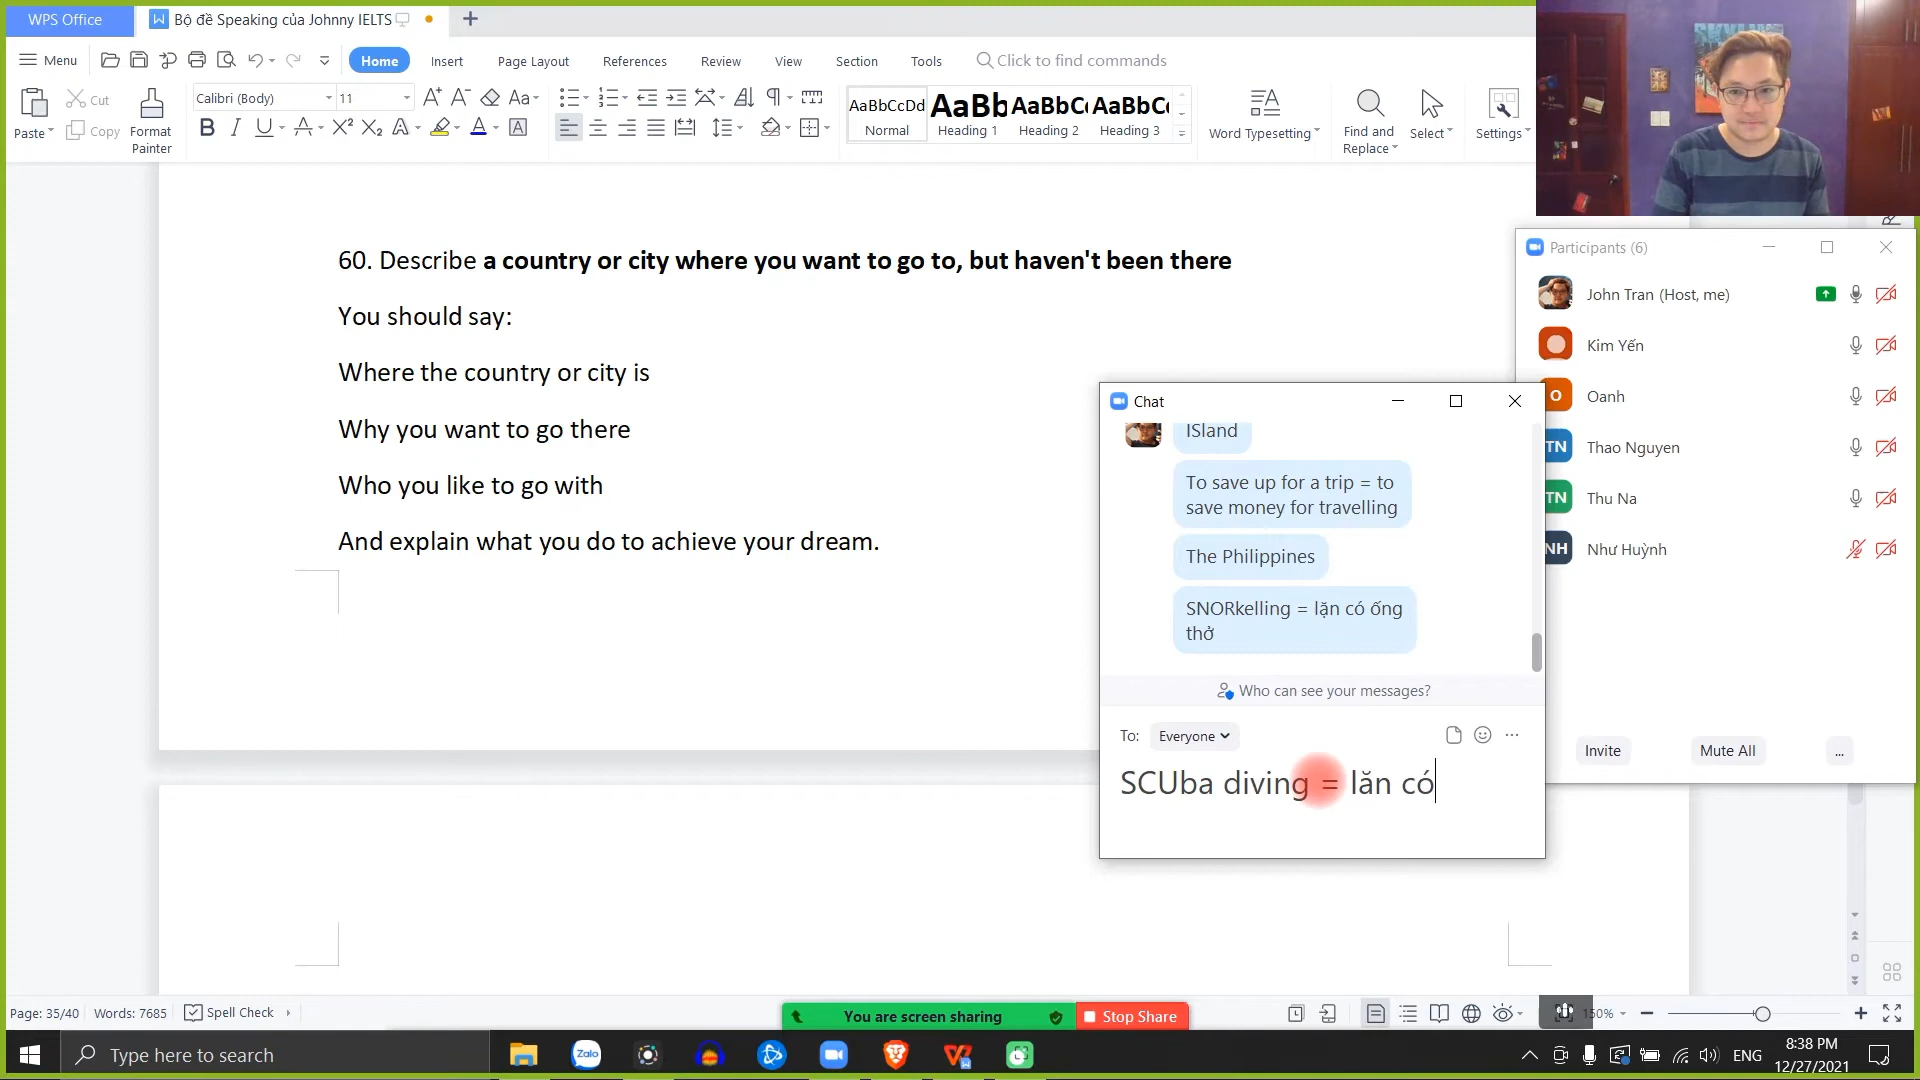 WPS Office
Bộ đề Speaking của Johnny IELTS
Menu
Home
Insert
Page Layout
References
Review
View
Section
Tools
Click to find commands
Paste
Cut
Copy
Format Painter
Calibri (Body)
11
AaBbCcDd
Normal
AaBb
Heading 1
AaBbC
Heading 2
AaBbC
Heading 3
Word Typesetting
Find and Replace
Select
Settings
60. Describe a country or city where you want to go to, but haven't been there
You should say:
Where the country or city is
Why you want to go there
Who you like to go with
And explain what you do to achieve your dream.
Participants (6)
John Tran (Host, me)
Kim Yến
O Oanh
TN Thao Nguyen
TN Thu Na
NH Như Huỳnh
Invite
Mute All
...
Chat
ISland
To save up for a trip = to
save money for travelling
The Philippines
SNORkelling = lặn có ống
thở
Who can see your messages?
To: Everyone
SCUba diving = lăn có
Page: 35/40
Words: 7685
Spell Check
You are screen sharing
Stop Share
150%
Type here to search
Zalo
ENG
8:38 PM
12/27/2021